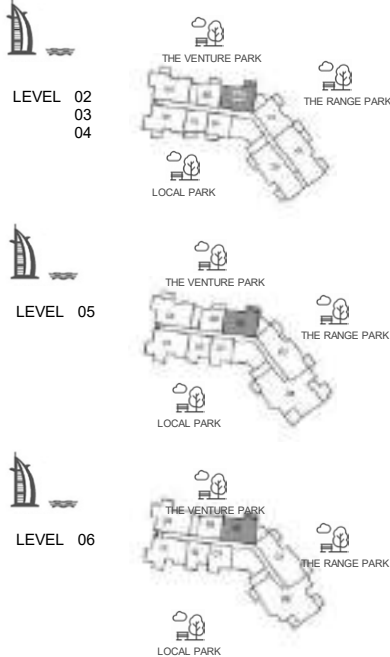 THE VENTURE PARK
LEVEL 02
THE RANGE PARK
03
04
LOCAL PARK
THE VENTURE PARK
LEVEL 05
THE RANGE PARK
LOCAL PARK
THE VENTURE PARK
LEVEL 06
THE RANGE PARK
LOCAL PARK